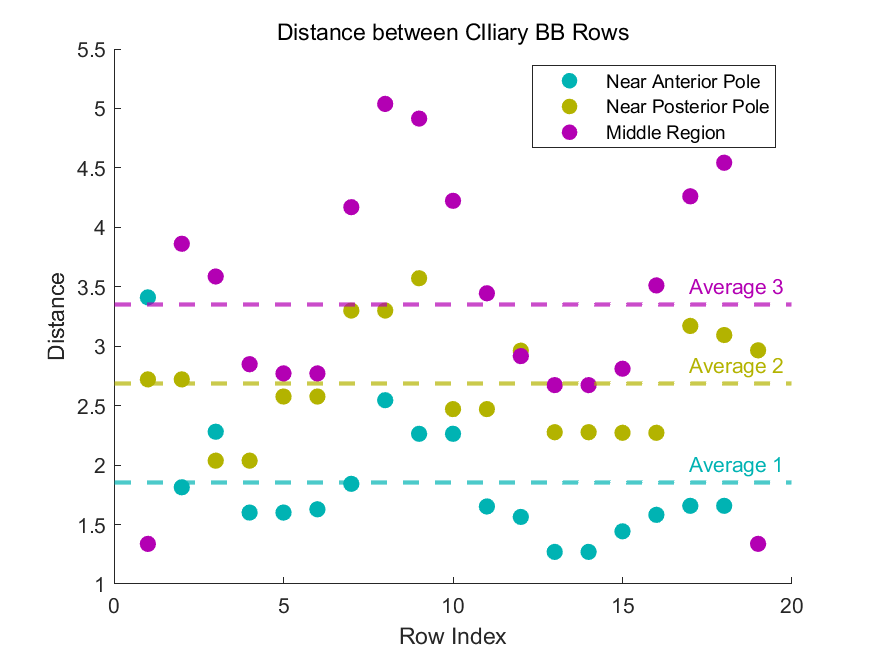 Distance between CIliary BB Rows
5.5
5
4.5
4
3.5
3
2.5
2
1.5
1
Distance
Near Anterior Pole
Near Posterior Pole
Middle Region
Average 3
Average 2
Average 1
0
5
10
15
20
Row Index